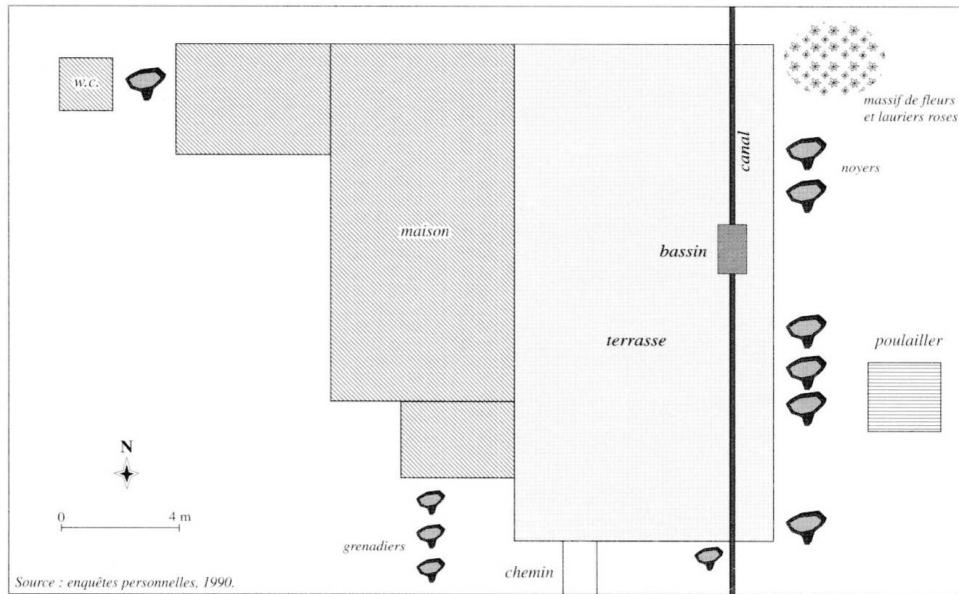 w.c.
massif de fleurs
et lauriers roses
canal
noyers
maison
bassin
terrasse
poulailler
N
0 4 m
grenadiers
chemin
Source : enquêtes personnelles, 1990.